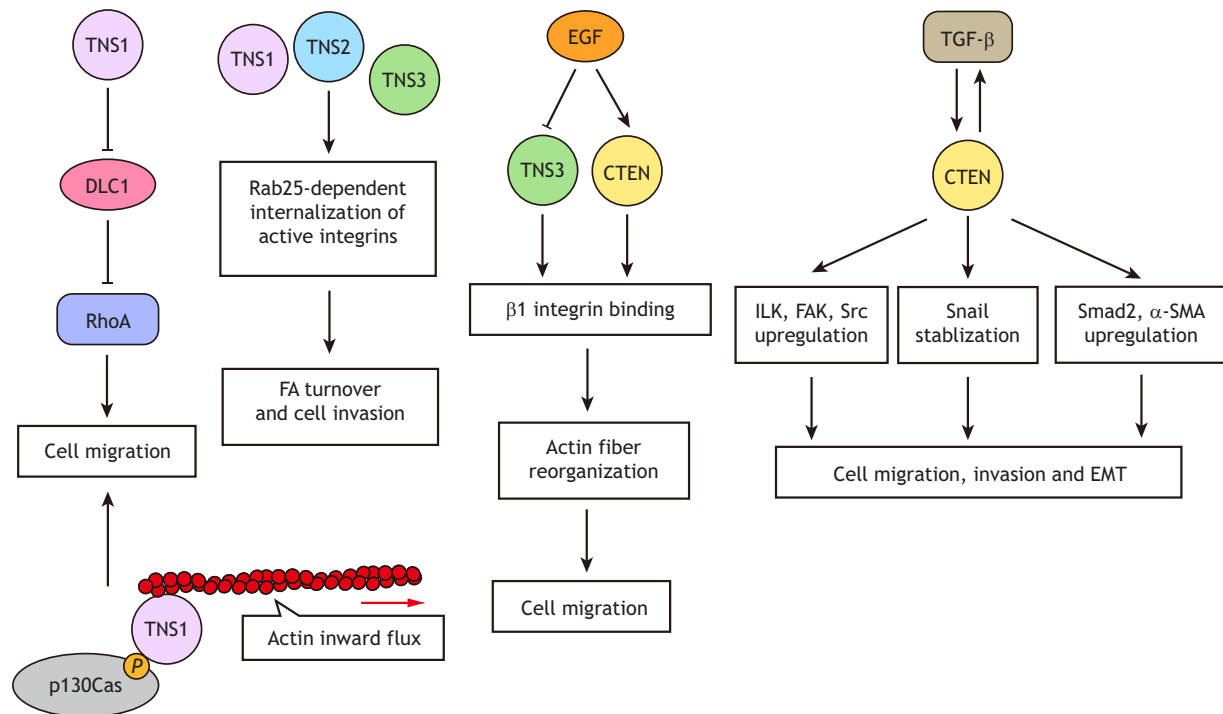 TNS1
DLC1
RhoA
Cell migration
TNS1
P
p130Cas
Actin inward flux
TNS1
TNS2
TNS3
Rab25-dependent
internalization of
active integrins
FA turnover
and cell invasion
EGF
TNS3
CTEN
β1 integrin binding
Actin fiber
reorganization
Cell migration
TGF-β
CTEN
ILK, FAK, Src
upregulation
Snail
stablization
Smad2, α-SMA
upregulation
Cell migration, invasion and EMT